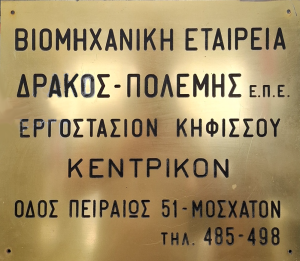 ΒΙΟΜΗΧΑΝΙΚΗ ΕΤΑΙΡΕΙΑ
ΔΡΑΚΟΣ-ΠΟΛΕΜΗΣ Ε.Π.Ε.
ΕΡΓΟΣΤΑΣΙΟΝ ΚΗΦΙΣΣΟΥ
ΚΕΝΤΡΙΚΟΝ
ΟΔΟΣ ΠΕΙΡΑΙΩΣ 51-ΜΟΣΧΑΤΟΝ
ΤΗΛ. 485-498